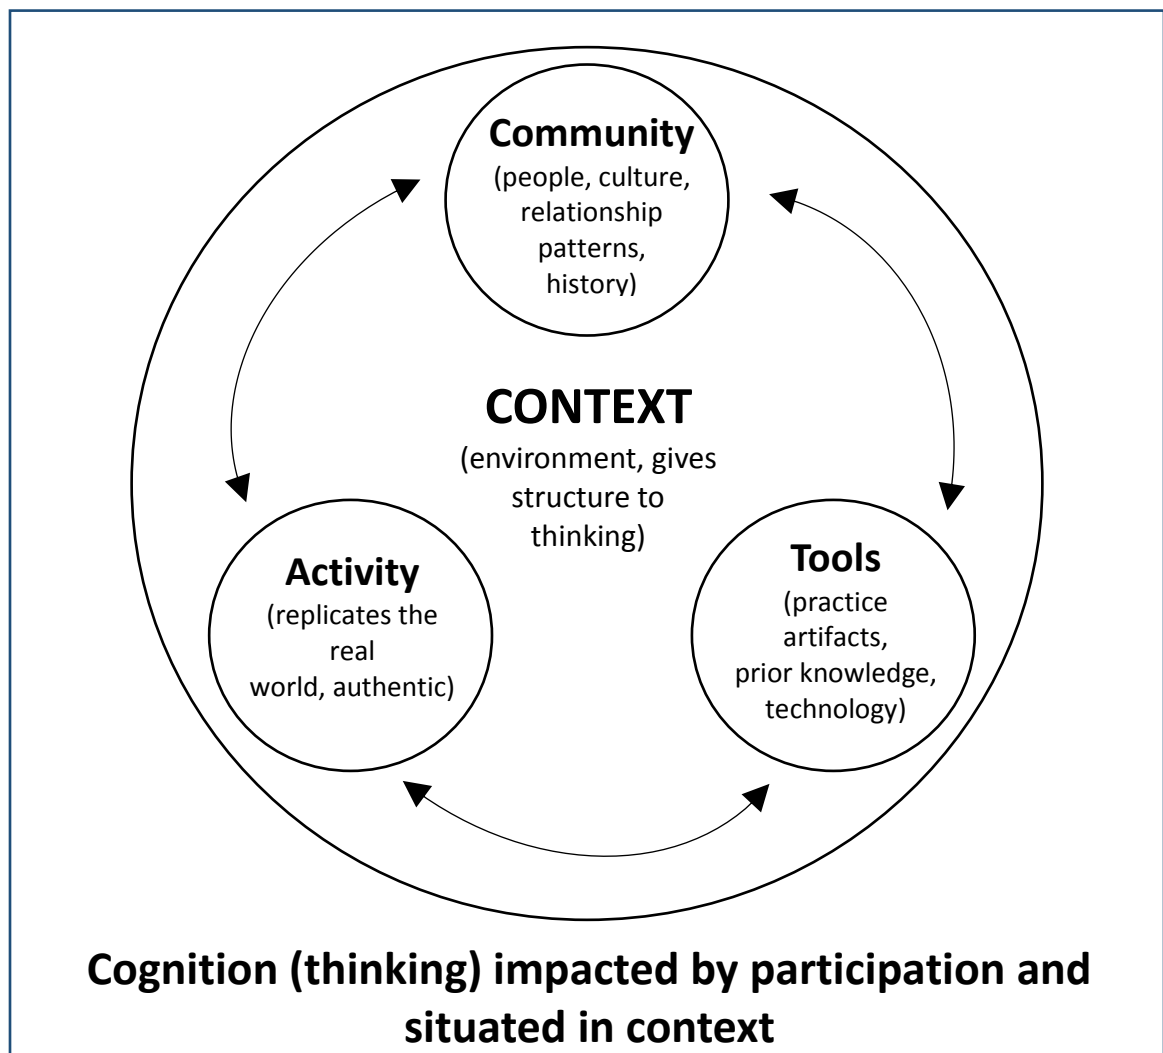 Community
(people, culture,
relationship
patterns,
history)
CONTEXT
(environment, gives
structure to
thinking)
Activity
(replicates the
real
world, authentic)
Tools
(practice
artifacts,
prior knowledge,
technology)
Cognition (thinking) impacted by participation and
situated in context